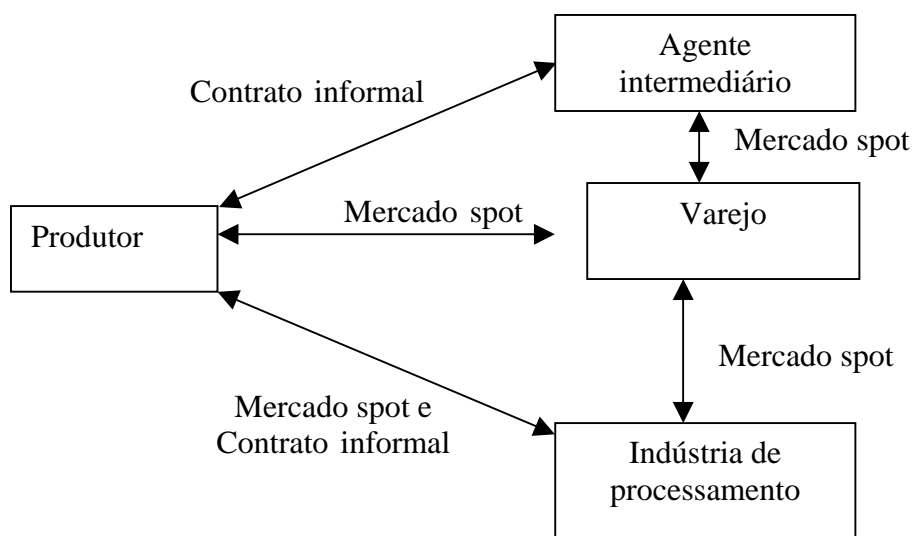 Agente
intermediário
Contrato informal
Mercado spot
Mercado spot
Varejo
Produtor
Mercado spot
Mercado spot e
Contrato informal
Indústria de
processamento